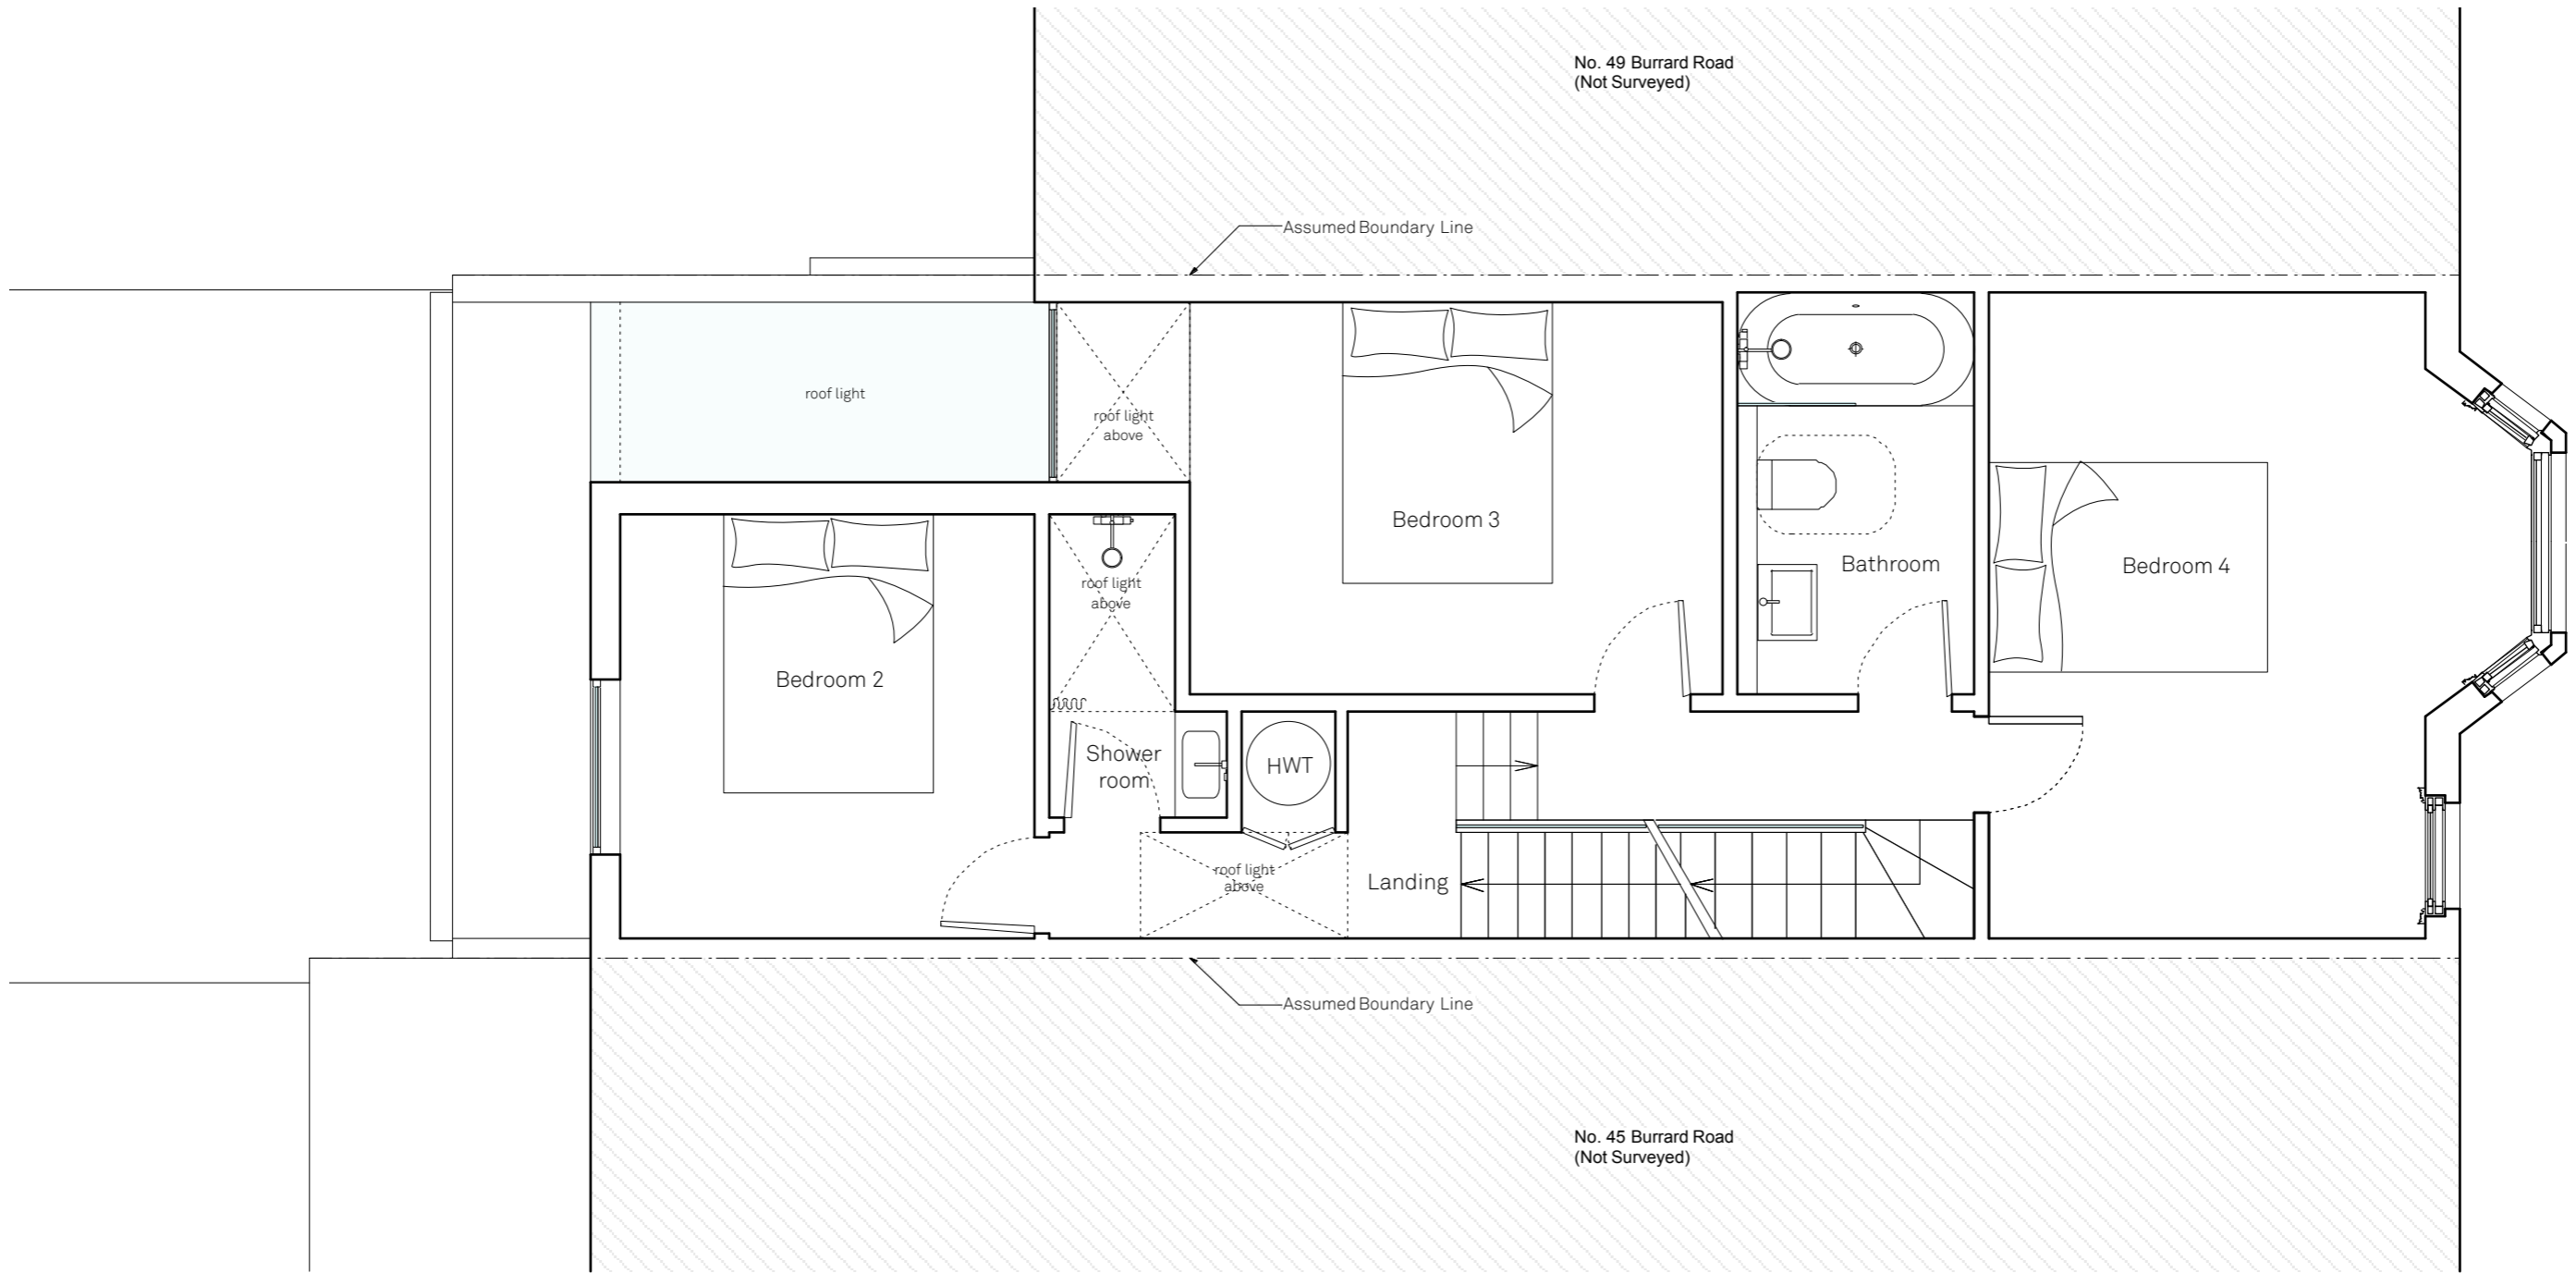 No. 49 Burrard Road
(Not Surveyed)
Assumed Boundary Line
roof light
roof light
above
Bedroom 3
Bathroom
Bedroom 4
roof light
above
Bedroom 2
Shower
room
HWT
roof light
above
Landing
Assumed Boundary Line
No. 45 Burrard Road
(Not Surveyed)